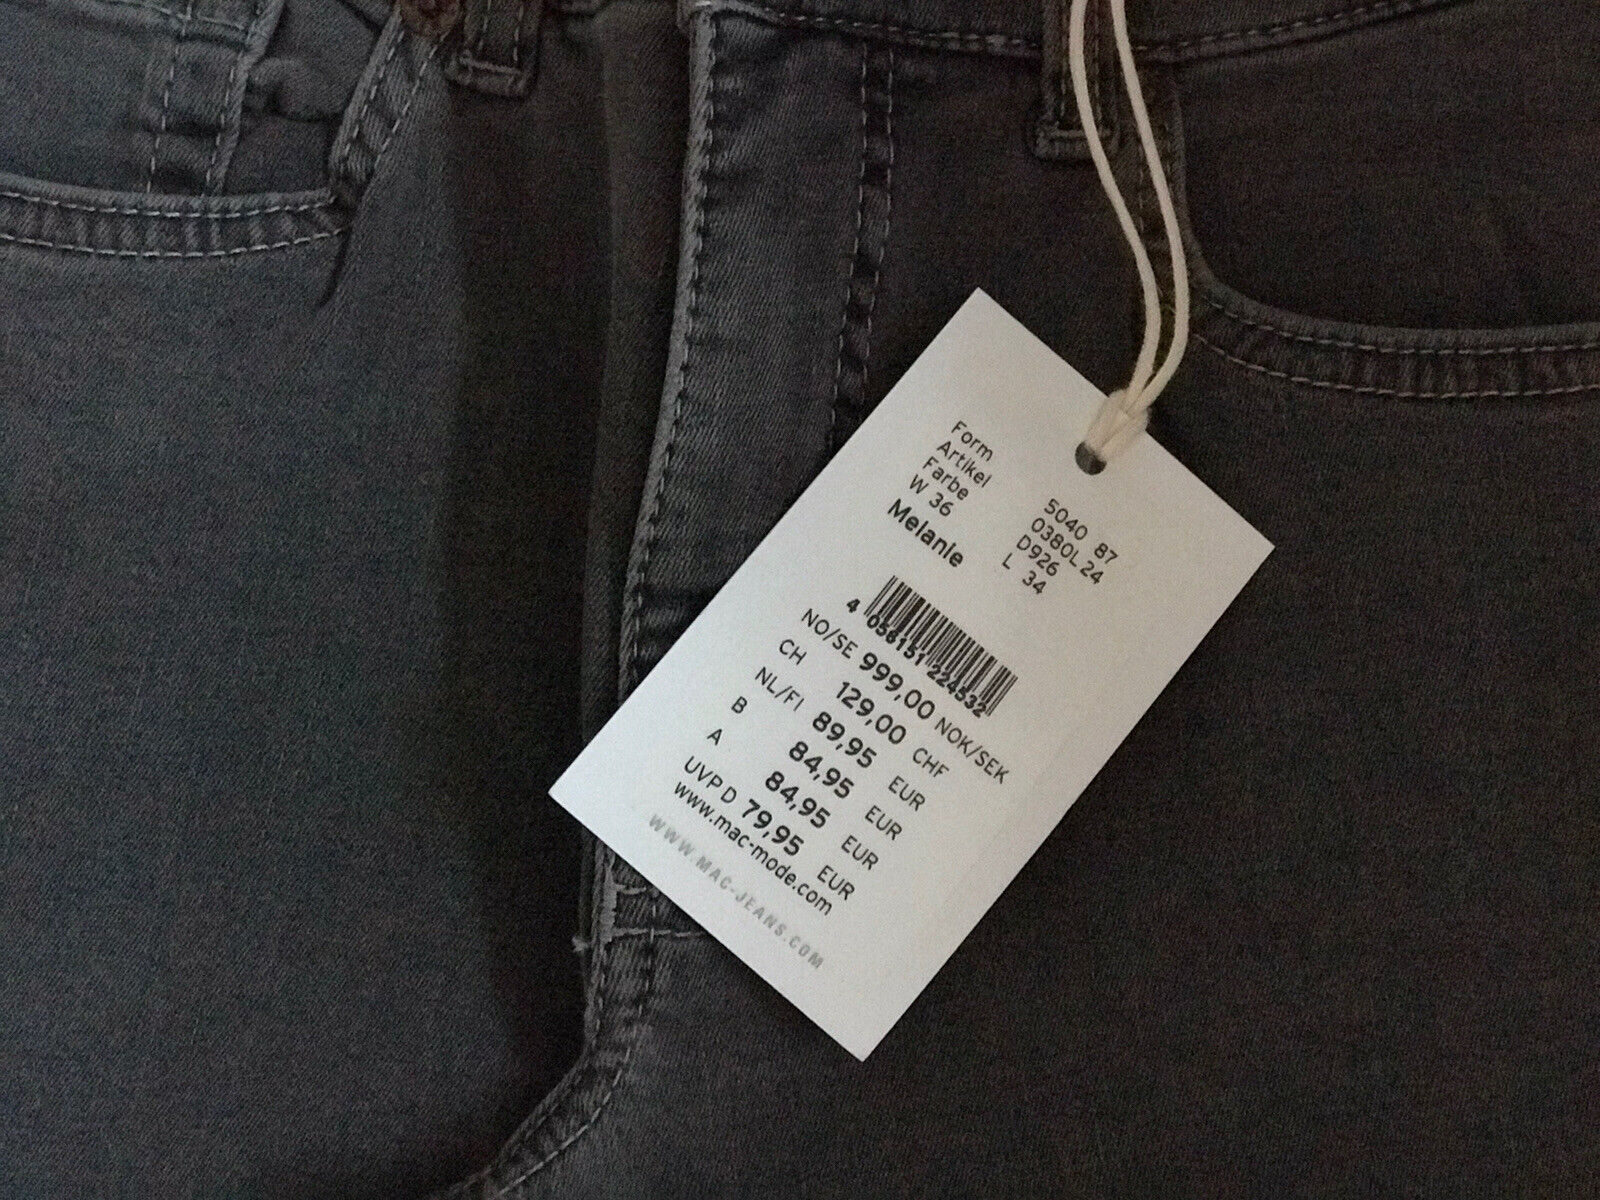 Form 5040 87
Artikel 0380L 24
Farbe D926
W 36 L 34
Melanie
4 056151 224532
NO/SE 999,00 NOK/SEK
CH 129,00 CHF
NL/FI 89,95 EUR
B 84,95 EUR
A 84,95 EUR
UVP D 79,95 EUR
www.mac-mode.com
WWW.MAC-JEANS.COM